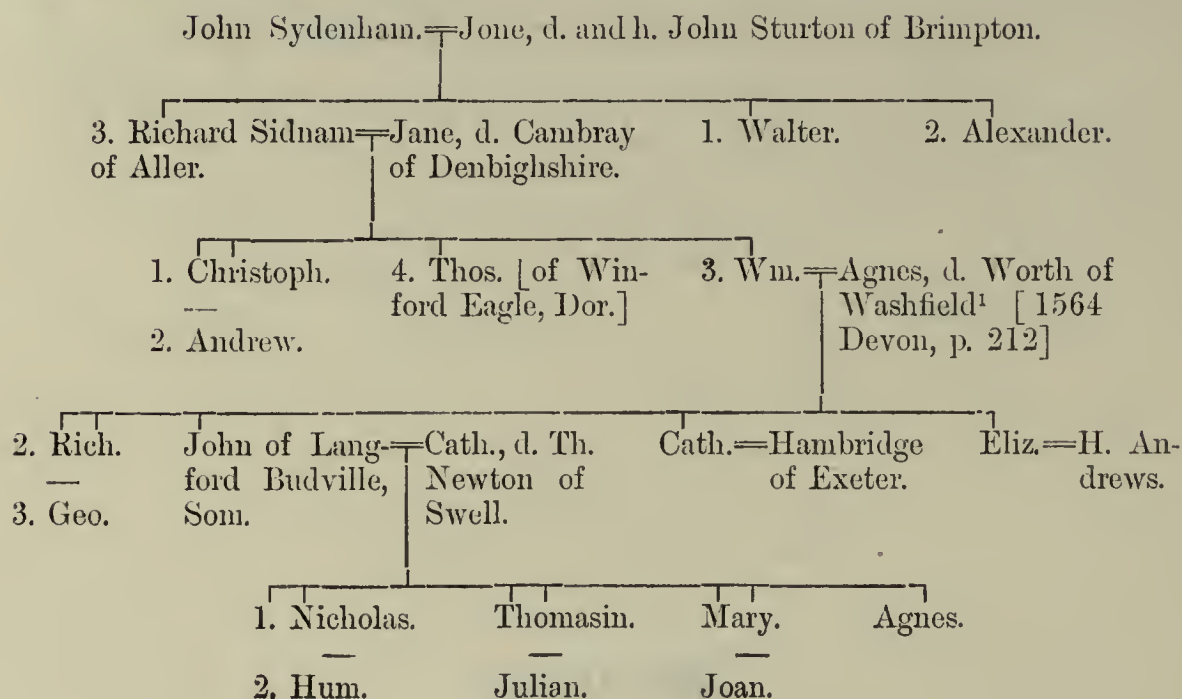 John Sydenham.=Jone, d. and h. John Sturton of Brimpton.
3. Richard Sidnam=Jane, d. Cambray 1. Walter. 2. Alexander.
of Aller. of Denbighshire.
1. Christoph. 4. Thos. [of Win- 3. Wm.=Agnes, d. Worth of
— ford Eagle, Dor.] Washfield¹ [ 1564
2. Andrew. Devon, p. 212]
2. Rich. John of Lang-=Cath., d. Th. Cath.=Hambridge Eliz.=H. An-
— ford Budville, Newton of of Exeter. drews.
3. Geo. Som. Swell.
1. Nicholas. Thomasin. Mary. Agnes.
— — —
2. Hum. Julian. Joan.